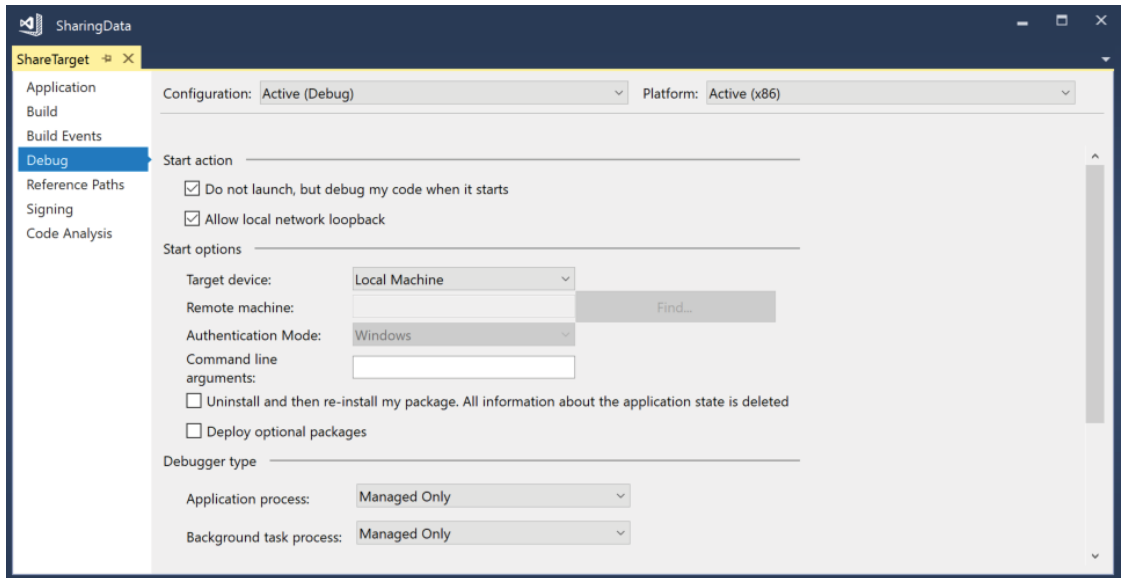 SharingData
ShareTarget
Application
Build
Build Events
Debug
Reference Paths
Signing
Code Analysis
Configuration: Active (Debug) Platform: Active (x86)
Start action
Do not launch, but debug my code when it starts
Allow local network loopback
Start options
Target device: Local Machine
Remote machine: Find...
Authentication Mode: Windows
Command line
arguments:
Uninstall and then re-install my package. All information about the application state is deleted
Deploy optional packages
Debugger type
Application process: Managed Only
Background task process: Managed Only